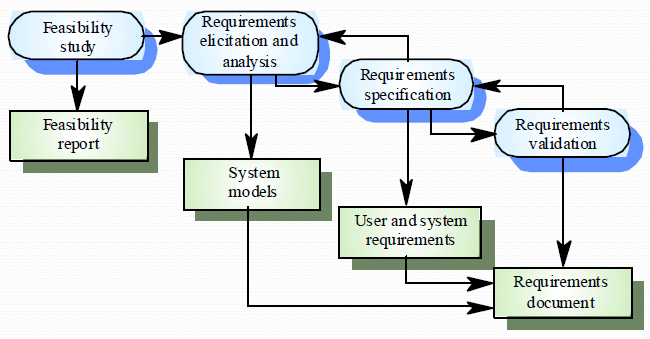 Feasibility
study
Requirements
elicitation and
analysis
Requirements
specification
Requirements
validation
Feasibility
report
System
models
User and system
requirements
Requirements
document